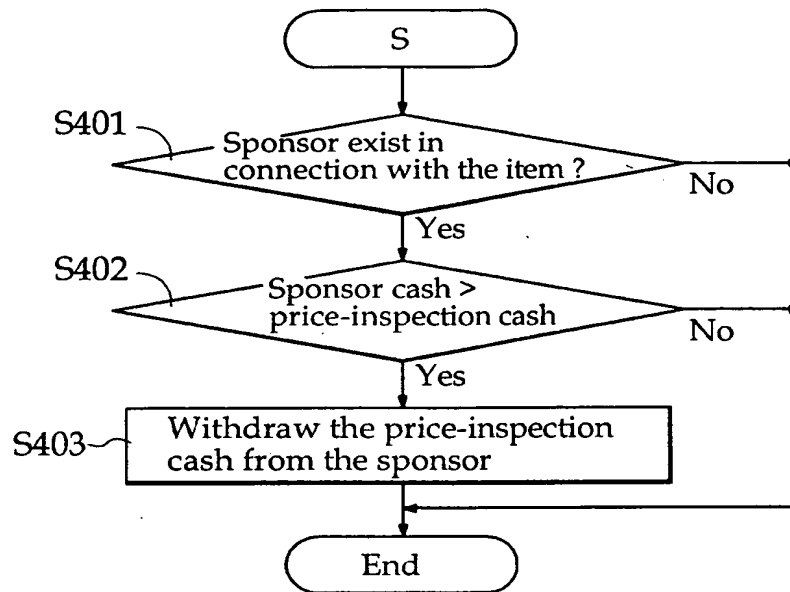 S
S401
Sponsor exist in
connection with the item ?
No
Yes
S402
Sponsor cash >
price-inspection cash
No
Yes
S403
Withdraw the price-inspection
cash from the sponsor
End